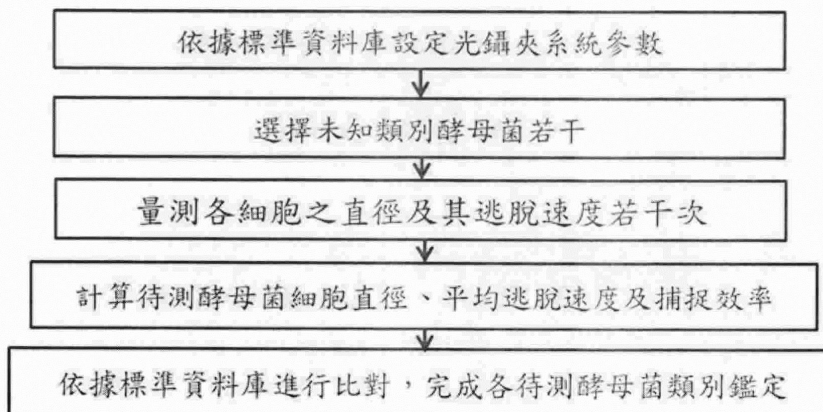 依據標準資料庫設定光鑷夾系統參數
選擇未知類別酵母菌若干
量測各細胞之直徑及其逃脫速度若干次
計算待測酵母菌細胞直徑、平均逃脫速度及捕捉效率
依據標準資料庫進行比對，完成各待測酵母菌類別鑑定